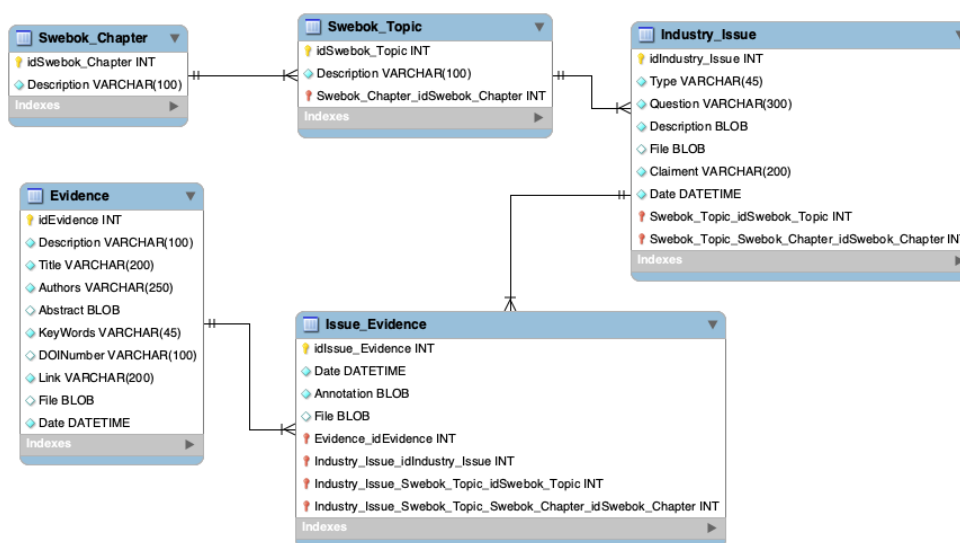 Swebok_Chapter
idSwebok_Chapter INT
Description VARCHAR(100)
Indexes
Swebok_Topic
idSwebok_Topic INT
Description VARCHAR(100)
Swebok_Chapter_idSwebok_Chapter INT
Indexes
Industry_Issue
idIndustry_Issue INT
Type VARCHAR(45)
Question VARCHAR(300)
Description BLOB
File BLOB
Claiment VARCHAR(200)
Date DATETIME
Swebok_Topic_idSwebok_Topic INT
Swebok_Topic_Swebok_Chapter_idSwebok_Chapter INT
Indexes
Evidence
idEvidence INT
Description VARCHAR(100)
Title VARCHAR(200)
Authors VARCHAR(250)
Abstract BLOB
KeyWords VARCHAR(45)
DOINumber VARCHAR(100)
Link VARCHAR(200)
File BLOB
Date DATETIME
Indexes
Issue_Evidence
idIssue_Evidence INT
Date DATETIME
Annotation BLOB
File BLOB
Evidence_idEvidence INT
Industry_Issue_idIndustry_Issue INT
Industry_Issue_Swebok_Topic_idSwebok_Topic INT
Industry_Issue_Swebok_Topic_Swebok_Chapter_idSwebok_Chapter INT
Indexes